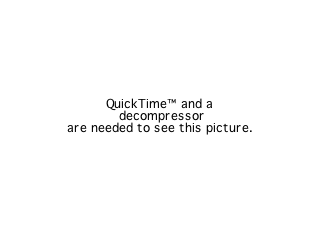 QuickTime™ and a
decompressor
are needed to see this picture.